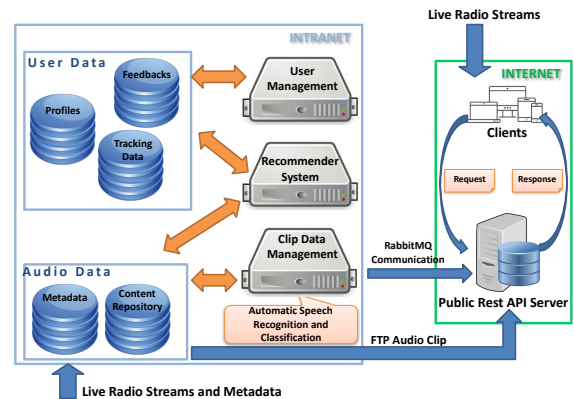 Live Radio Streams
INTRANET
User Data
Feedbacks
Profiles
Tracking
Data
User
Management
Recommender
System
Clip Data
Management
Automatic Speech
Recognition and
Classification
Audio Data
Metadata
Content
Repository
Live Radio Streams and Metadata
RabbitMQ
Communication
FTP Audio Clip
INTERNET
Clients
Request
Response
Public Rest API Server